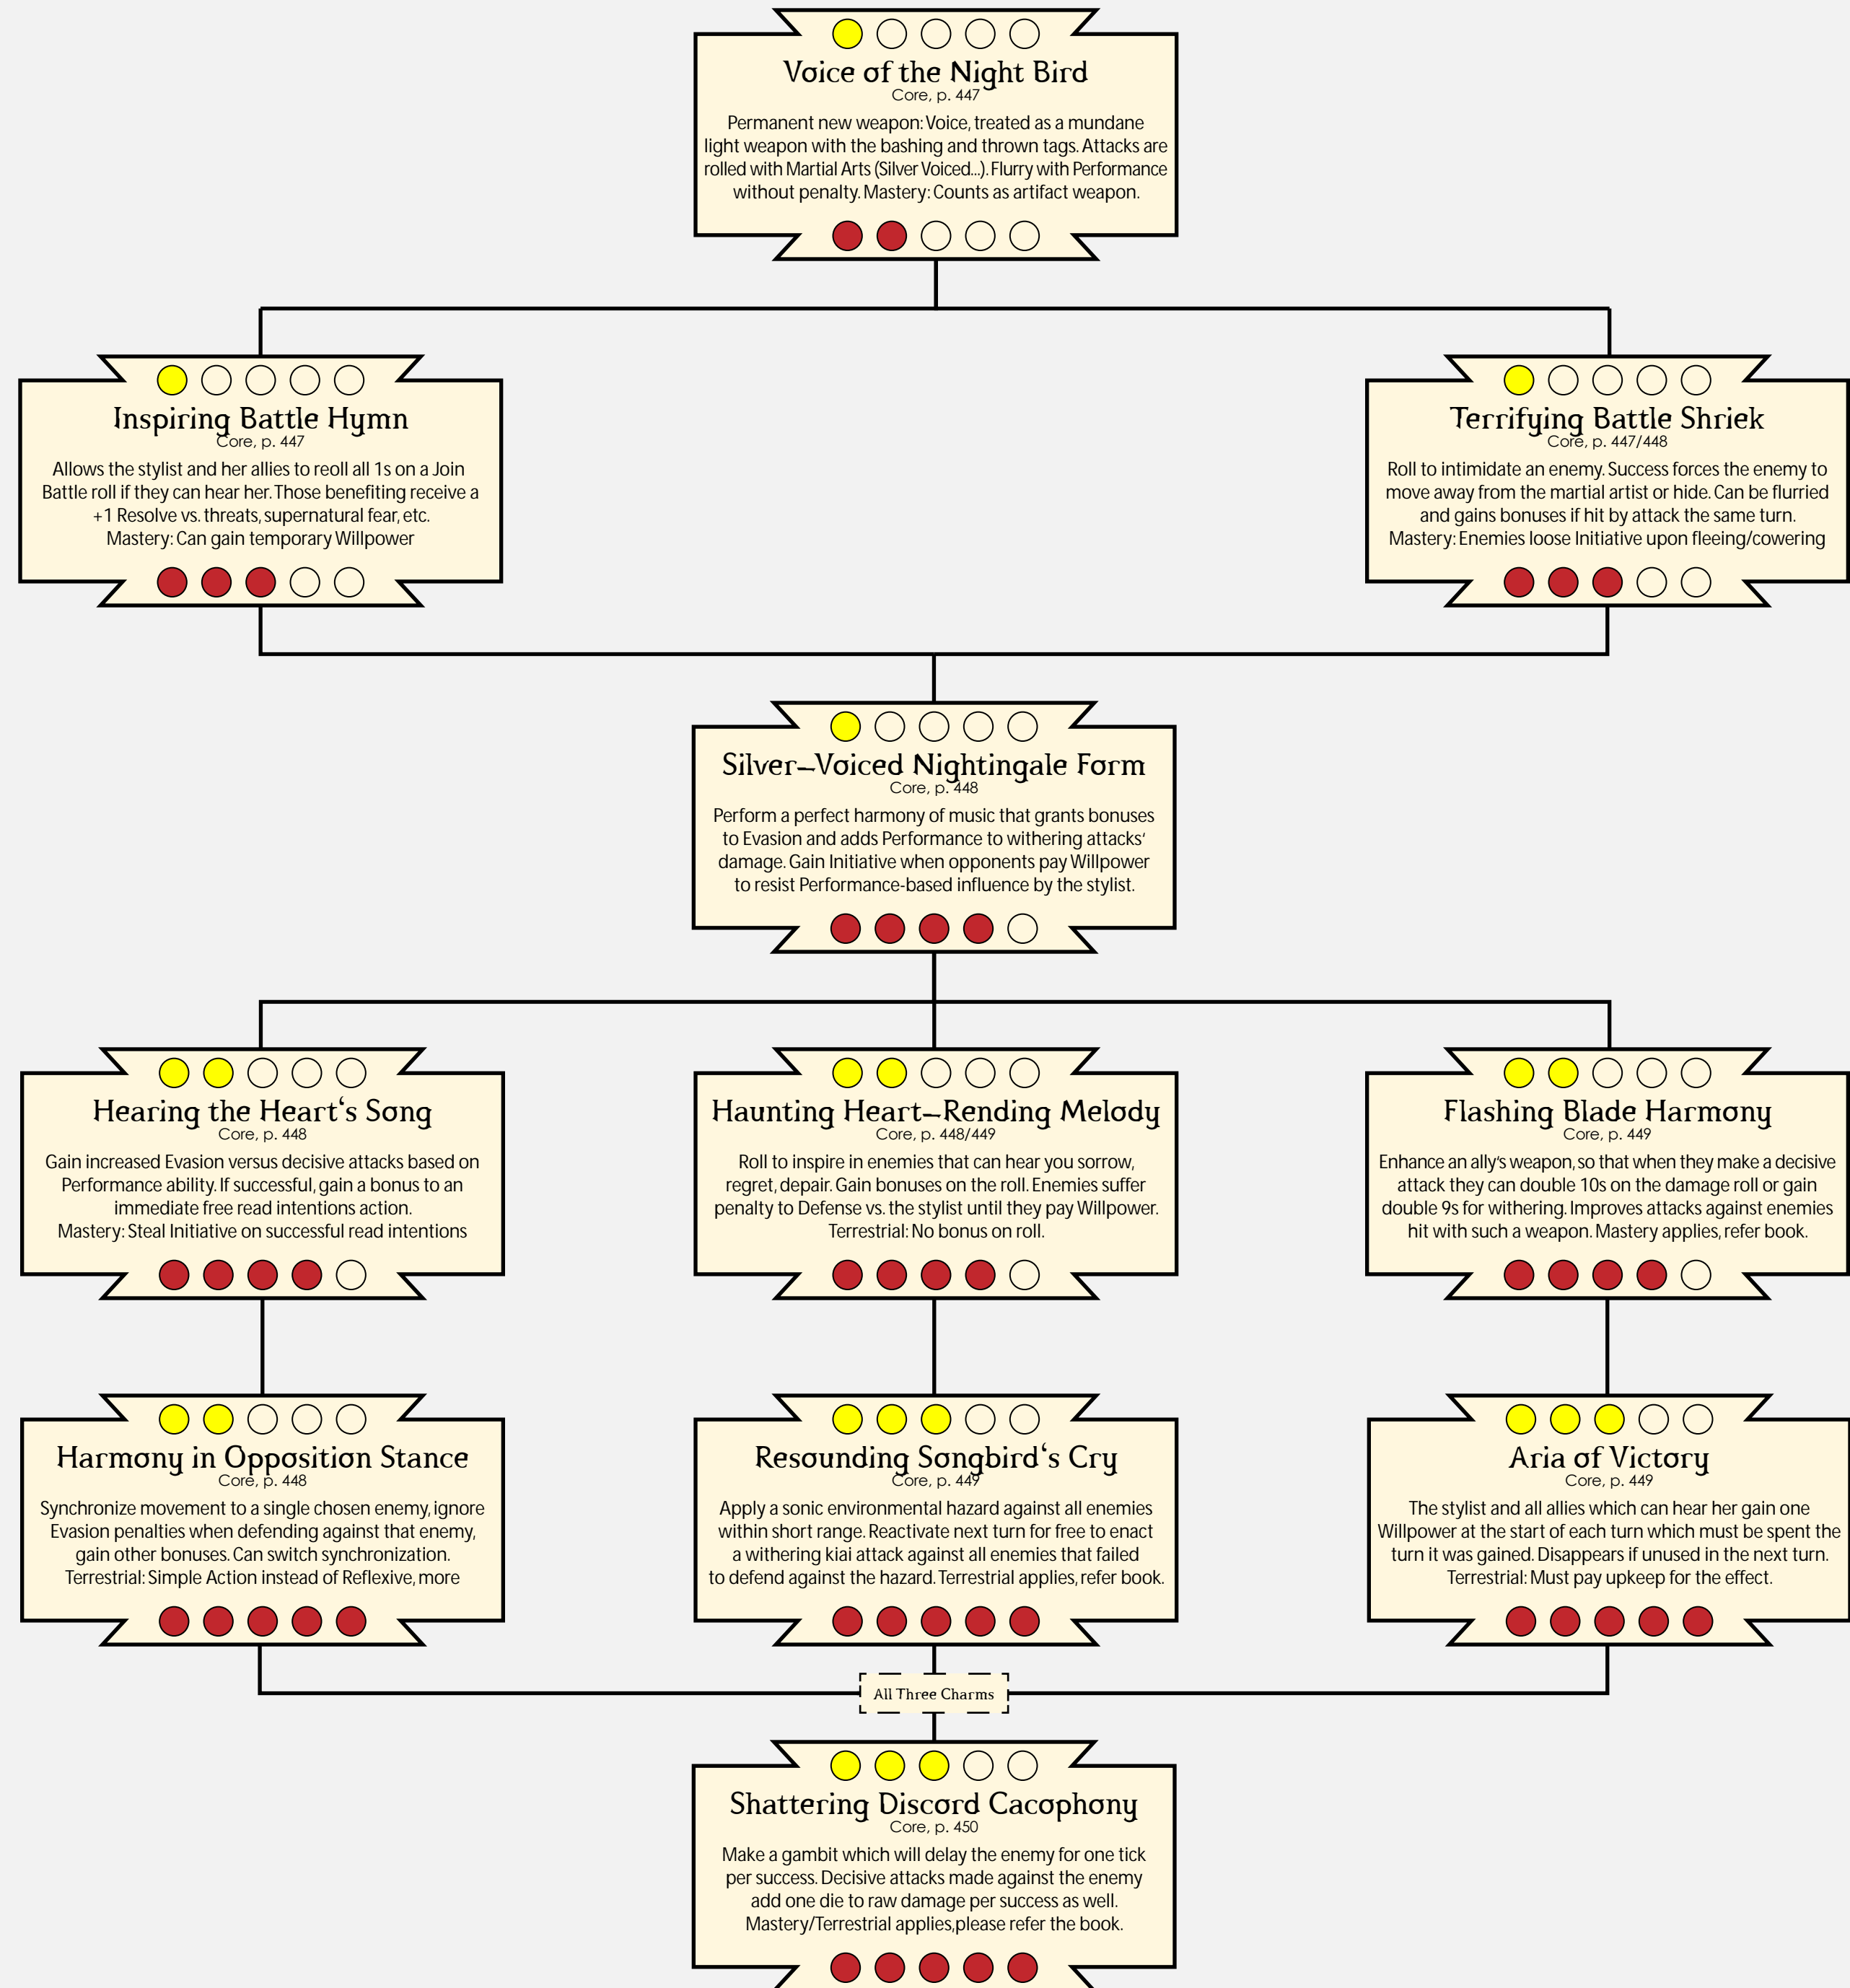 Voice of the Night Bird
Core, p. 447
Permanent new weapon: Voice, treated as a mundane
light weapon with the bashing and thrown tags. Attacks are
rolled with Martial Arts (Silver Voiced...). Flurry with Performance
without penalty. Mastery: Counts as artifact weapon.
Inspiring Battle Hymn
Core, p. 447
Allows the stylist and her allies to reoll all 1s on a Join
Battle roll if they can hear her. Those benefiting receive a
+1 Resolve vs. threats, supernatural fear, etc.
Mastery: Can gain temporary Willpower
Terrifying Battle Shriek
Core, p. 447/448
Roll to intimidate an enemy. Success forces the enemy to
move away from the martial artist or hide. Can be flurried
and gains bonuses if hit by attack the same turn.
Mastery: Enemies loose Initiative upon fleeing/cowering
Silver–Voiced Nightingale Form
Core, p. 448
Perform a perfect harmony of music that grants bonuses
to Evasion and adds Performance to withering attacks'
damage. Gain Initiative when opponents pay Willpower
to resist Performance-based influence by the stylist.
Hearing the Heart‘s Song
Core, p. 448
Gain increased Evasion versus decisive attacks based on
Performance ability. If successful, gain a bonus to an
immediate free read intentions action.
Mastery: Steal Initiative on successful read intentions
Haunting Heart–Rending Melody
Core, p. 448/449
Roll to inspire in enemies that can hear you sorrow,
regret, depair. Gain bonuses on the roll. Enemies suffer
penalty to Defense vs. the stylist until they pay Willpower.
Terrestrial: No bonus on roll.
Flashing Blade Harmony
Core, p. 449
Enhance an ally's weapon, so that when they make a decisive
attack they can double 10s on the damage roll or gain
double 9s for withering. Improves attacks against enemies
hit with such a weapon. Mastery applies, refer book.
Harmony in Opposition Stance
Core, p. 448
Synchronize movement to a single chosen enemy, ignore
Evasion penalties when defending against that enemy,
gain other bonuses. Can switch synchronization.
Terrestrial: Simple Action instead of Reflexive, more
Resounding Songbird‘s Cry
Core, p. 449
Apply a sonic environmental hazard against all enemies
within short range. Reactivate next turn for free to enact
a withering kiai attack against all enemies that failed
to defend against the hazard. Terrestrial applies, refer book.
Aria of Victory
Core, p. 449
The stylist and all allies which can hear her gain one
Willpower at the start of each turn which must be spent the
turn it was gained. Disappears if unused in the next turn.
Terrestrial: Must pay upkeep for the effect.
All Three Charms
Shattering Discord Cacophony
Core, p. 450
Make a gambit which will delay the enemy for one tick
per success. Decisive attacks made against the enemy
add one die to raw damage per success as well.
Mastery/Terrestrial applies,please refer the book.